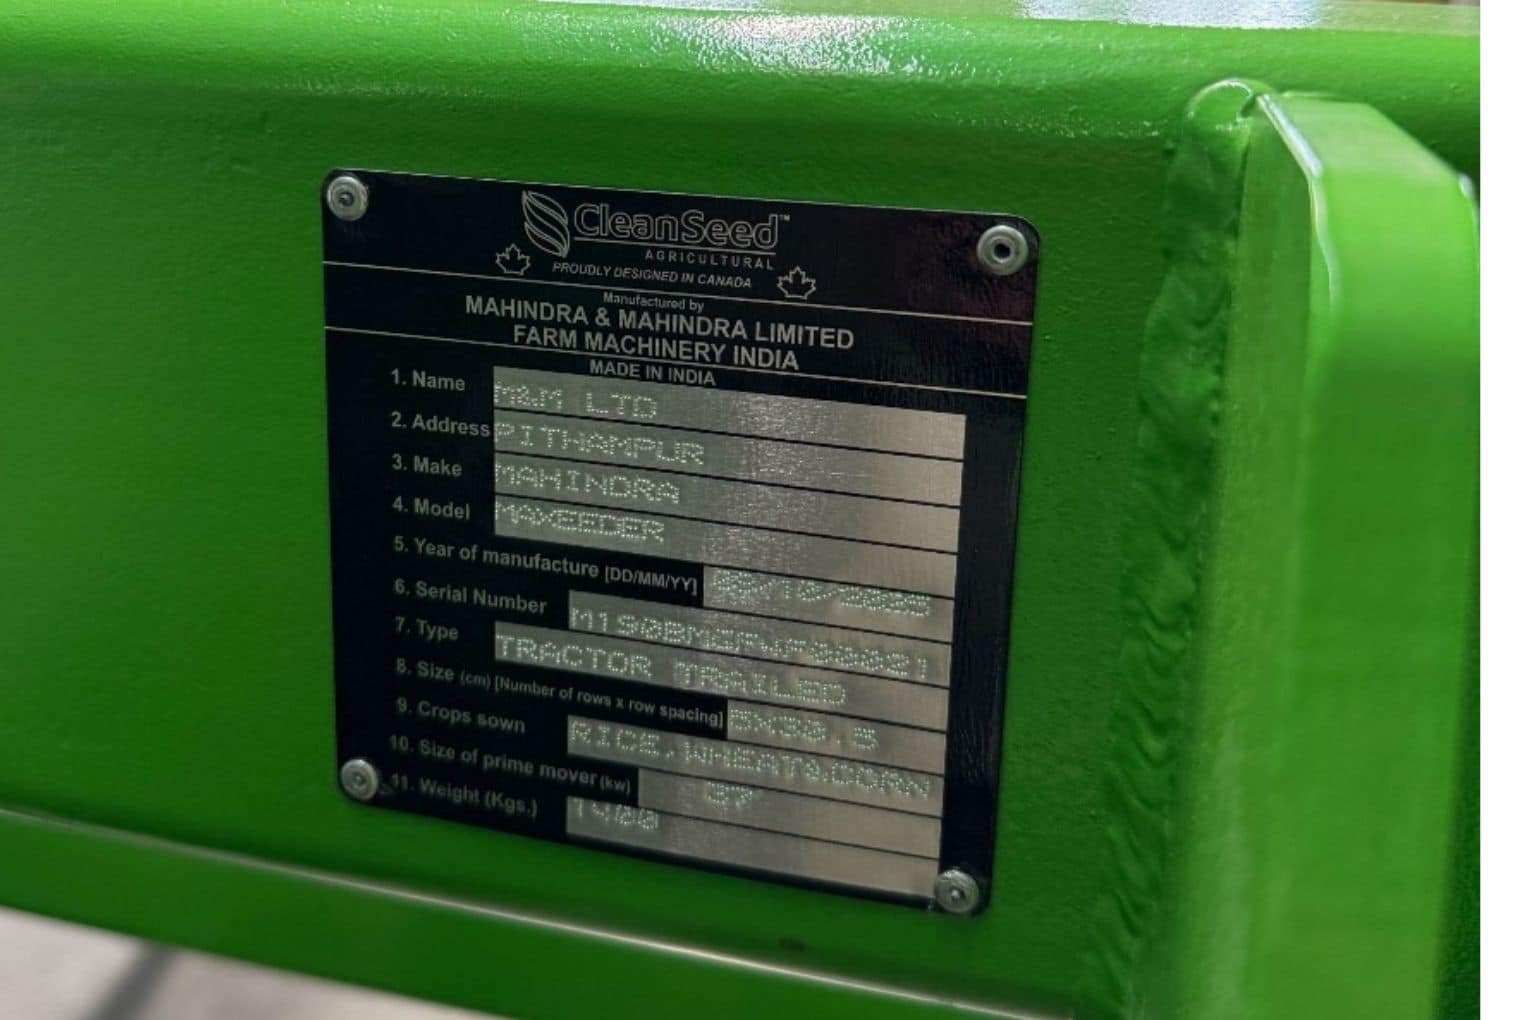 CleanSeed™
AGRICULTURAL
PROUDLY DESIGNED IN CANADA
Manufactured by
MAHINDRA & MAHINDRA LIMITED
FARM MACHINERY INDIA
MADE IN INDIA
1. Name M&M LTD
2. Address PITHAMPUR
3. Make MAHINDRA
4. Model MAXEEDER
5. Year of manufacture [DD/MM/YY]
6. Serial Number
7. Type TRACTOR TRAILED
8. Size (cm) [Number of rows x row spacing]
9. Crops sown RICE,WHEAT&CORN
10. Size of prime mover (kw) 37
11. Weight (Kgs.) 1400